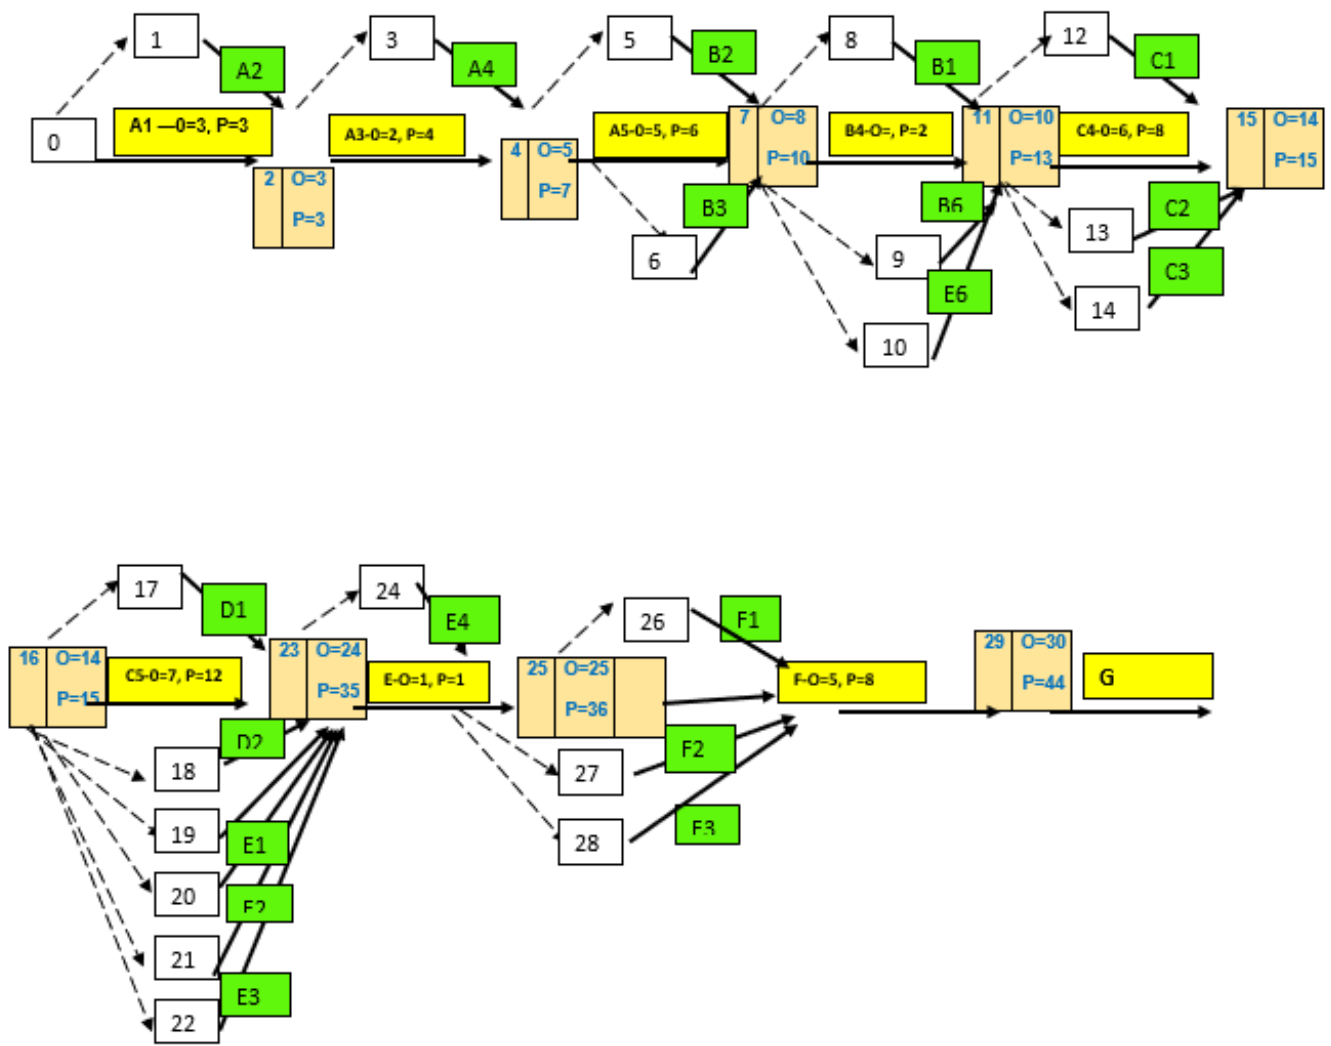 1
3
5
8
12
A2
A4
B2
B1
C1
0
A1 —0=3, P=3
A3-0=2, P=4
A5-0=5, P=6
7 O=8
P=10
B4-O=, P=2
11 O=10
P=13
C4-0=6, P=8
15 O=14
P=15
2 O=3
P=3
4 O=5
P=7
B3
B6
C2
6
9
13
C3
E6
14
10
17
24
D1
E4
26
F1
16 O=14
P=15
C5-0=7, P=12
23 O=24
P=35
E-O=1, P=1
25 O=25
P=36
F-O=5, P=8
29 O=30
P=44
G
D2
F2
18
27
19
E1
28
F3
20
E2
21
E3
22